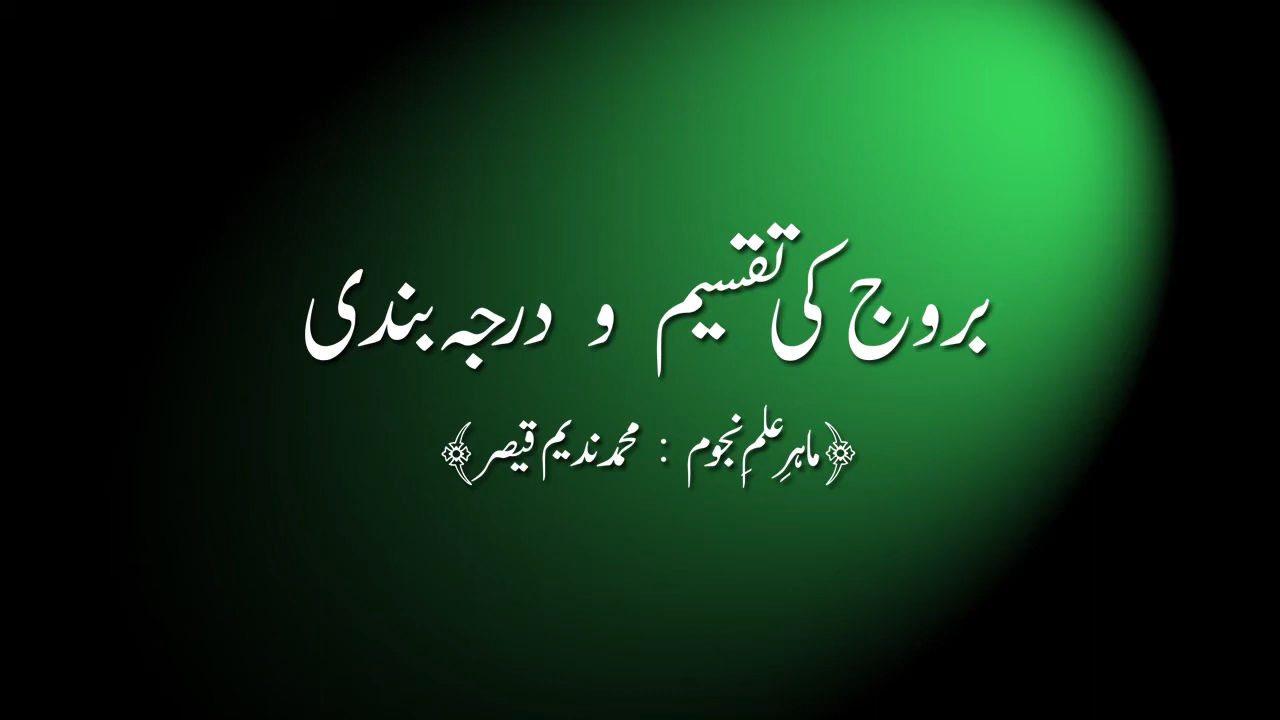 بروج کی تقسیم و درجہ بندی
﴿ماہرِ علمِ نجوم : محمد ندیم قیصر﴾